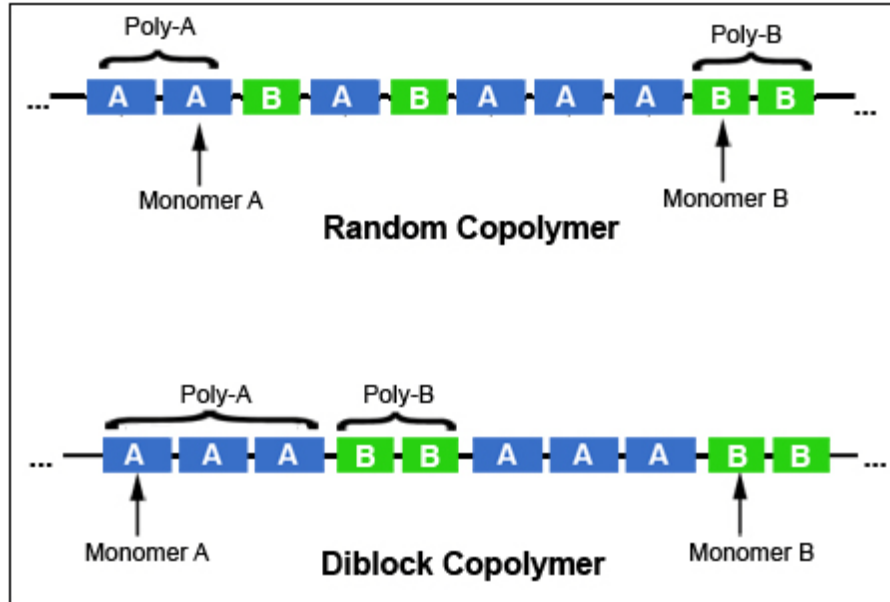 Poly-A Poly-B
... A A B A B A A A B B ...
Monomer A Monomer B
Random Copolymer
Poly-A Poly-B
... A A A B B A A A B B ...
Monomer A Monomer B
Diblock Copolymer